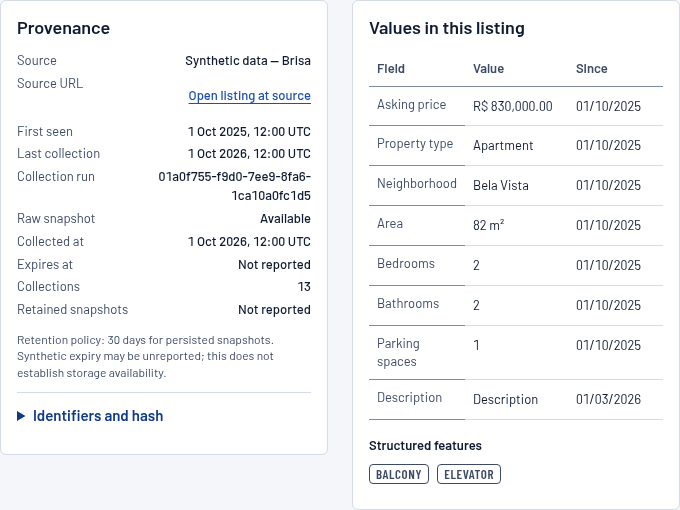 Provenance
Source Synthetic data — Brisa
Source URL
Open listing at source
First seen 1 Oct 2025, 12:00 UTC
Last collection 1 Oct 2026, 12:00 UTC
Collection run 01a0f755-f9d0-7ee9-8fa6-
1ca10a0fc1d5
Raw snapshot Available
Collected at 1 Oct 2026, 12:00 UTC
Expires at Not reported
Collections 13
Retained snapshots Not reported
Retention policy: 30 days for persisted snapshots.
Synthetic expiry may be unreported; this does not
establish storage availability.
Identifiers and hash
Values in this listing
Field Value Since
Asking price R$ 830,000.00 01/10/2025
Property type Apartment 01/10/2025
Neighborhood Bela Vista 01/10/2025
Area 82 m² 01/10/2025
Bedrooms 2 01/10/2025
Bathrooms 2 01/10/2025
Parking
spaces 1 01/10/2025
Description Description 01/03/2026
Structured features
BALCONY ELEVATOR